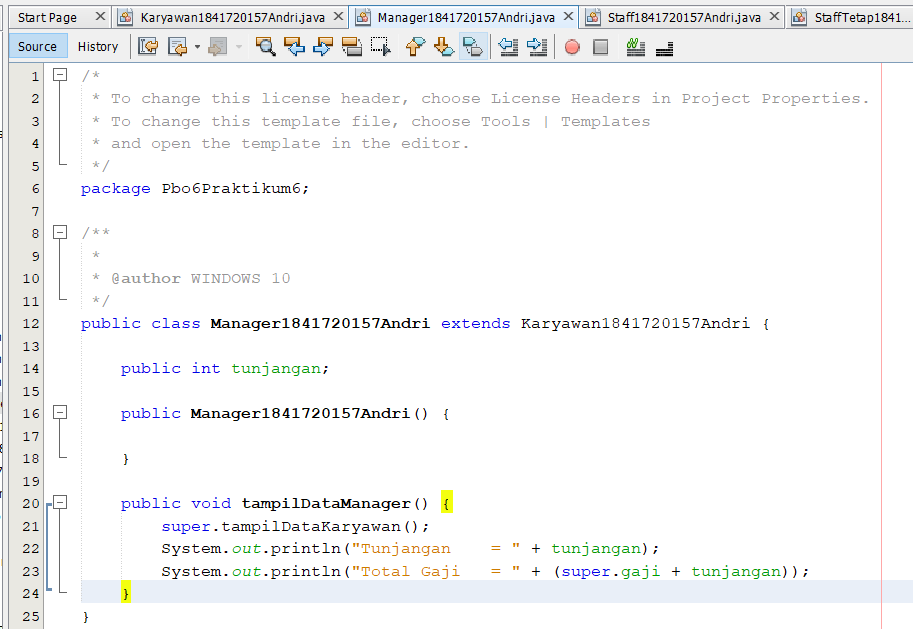 Start Page Karyawan1841720157Andri.java Manager1841720157Andri.java Staff1841720157Andri.java StaffTetap1841...
Source History
1 /*
2 * To change this license header, choose License Headers in Project Properties.
3 * To change this template file, choose Tools | Templates
4 * and open the template in the editor.
5 */
6 package Pbo6Praktikum6;
7
8 /**
9 *
10 * @author WINDOWS 10
11 */
12 public class Manager1841720157Andri extends Karyawan1841720157Andri {
13
14 public int tunjangan;
15
16 public Manager1841720157Andri() {
17
18 }
19
20 public void tampilDataManager() {
21 super.tampilDataKaryawan();
22 System.out.println("Tunjangan    = " + tunjangan);
23 System.out.println("Total Gaji   = " + (super.gaji + tunjangan));
24 }
25 }